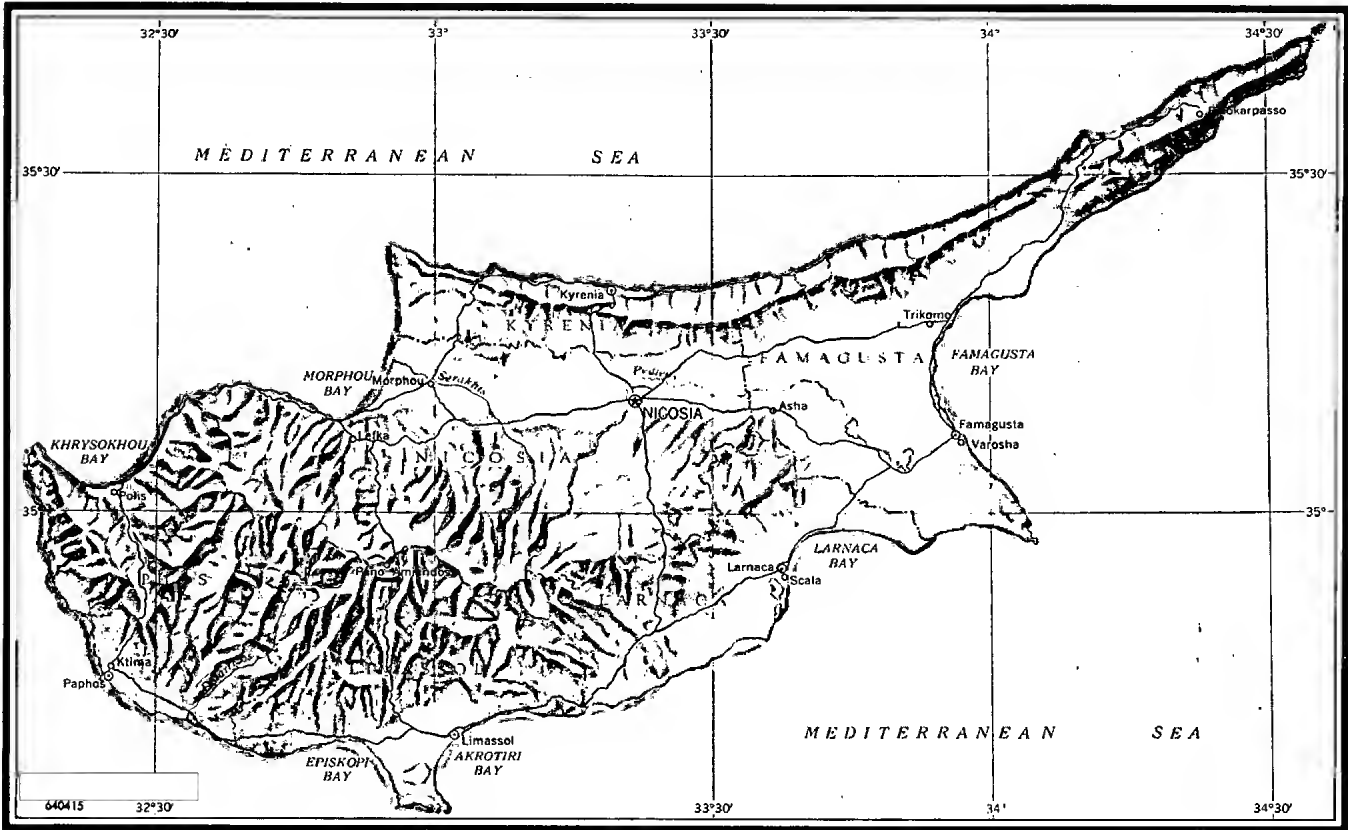 32°30' 33° 33°30' 34° 34°30'
Rizokarpasso
MEDITERRANEAN SEA
35°30' 35°30'
Kyrenia
KYRENIA
Trikomo
FAMAGUSTA
FAMAGUSTA
BAY
MORPHOU
BAY
Morphou
NICOSIA
Asha
Famagusta
Varosha
Lefka
NICOSIA
KHRYSOKHOU
BAY
Polis
35° 35°
LARNACA
BAY
Pano Amiandos
Larnaca
Scala
Ktima
Paphos
MEDITERRANEAN SEA
Limassol
AKROTIRI
BAY
EPISKOPI
BAY
640415
32°30' 33°30' 34° 34°30'